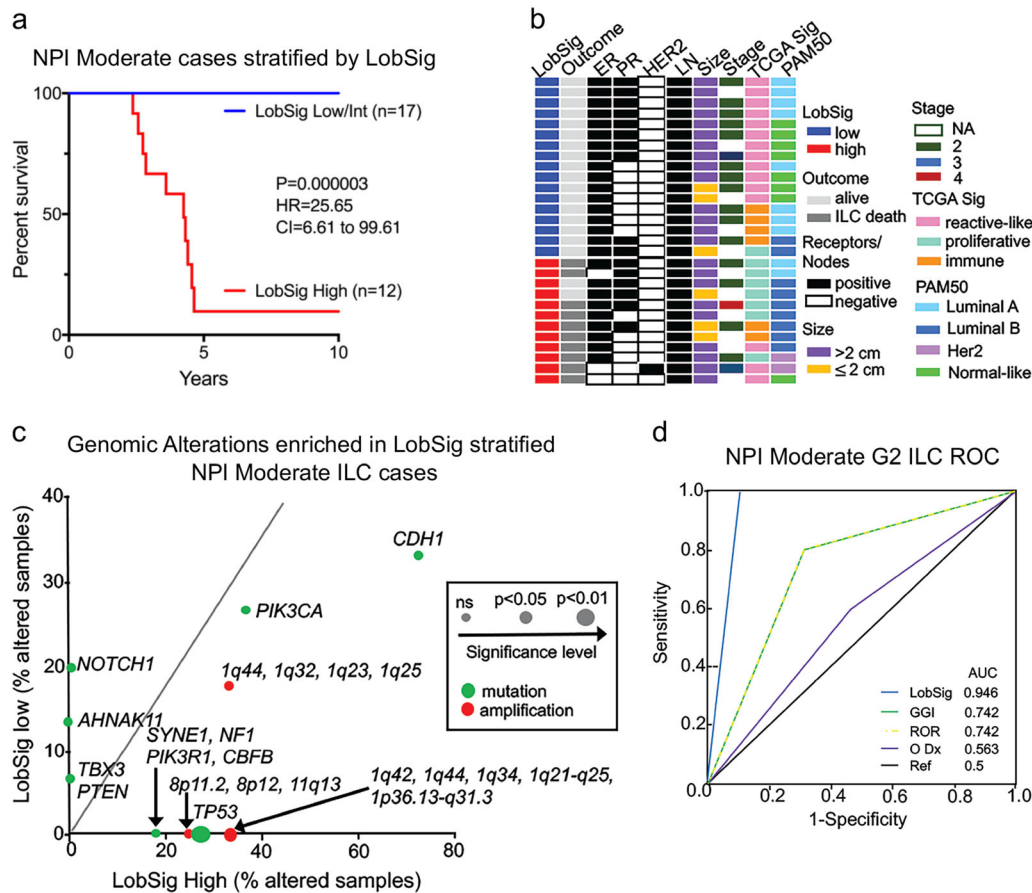 a
NPI Moderate cases stratified by LobSig
Percent survival
100
50
0
0
5
10
Years
LobSig Low/Int (n=17)
P=0.000003
HR=25.65
CI=6.61 to 99.61
LobSig High (n=12)
b
LobSig
Outcome
ER
PR
HER2
LN
Size
Stage
TCGA Sig
PAM50
LobSig
low
high
Outcome
alive
ILC death
Receptors/
Nodes
positive
negative
Size
>2 cm
≤2 cm
Stage
NA
2
3
4
TCGA Sig
reactive-like
proliferative
immune
PAM50
Luminal A
Luminal B
Her2
Normal-like
c
Genomic Alterations enriched in LobSig stratified
NPI Moderate ILC cases
LobSig low (% altered samples)
40
30
20
10
0
0
20
40
60
80
LobSig High (% altered samples)
CDH1
PIK3CA
NOTCH1
1q44, 1q32, 1q23, 1q25
AHNAK11
SYNE1, NF1
PIK3R1, CBFB
TBX3
PTEN
8p11.2, 8p12, 11q13
TP53
1q42, 1q44, 1q34, 1q21-q25,
1p36.13-q31.3
ns
p<0.05
p<0.01
Significance level
mutation
amplification
d
NPI Moderate G2 ILC ROC
Sensitivity
1.0
0.8
0.6
0.4
0.2
0.0
0.0
0.2
0.4
0.6
0.8
1.0
1-Specificity
AUC
LobSig 0.946
GGI 0.742
ROR 0.742
O Dx 0.563
Ref 0.5